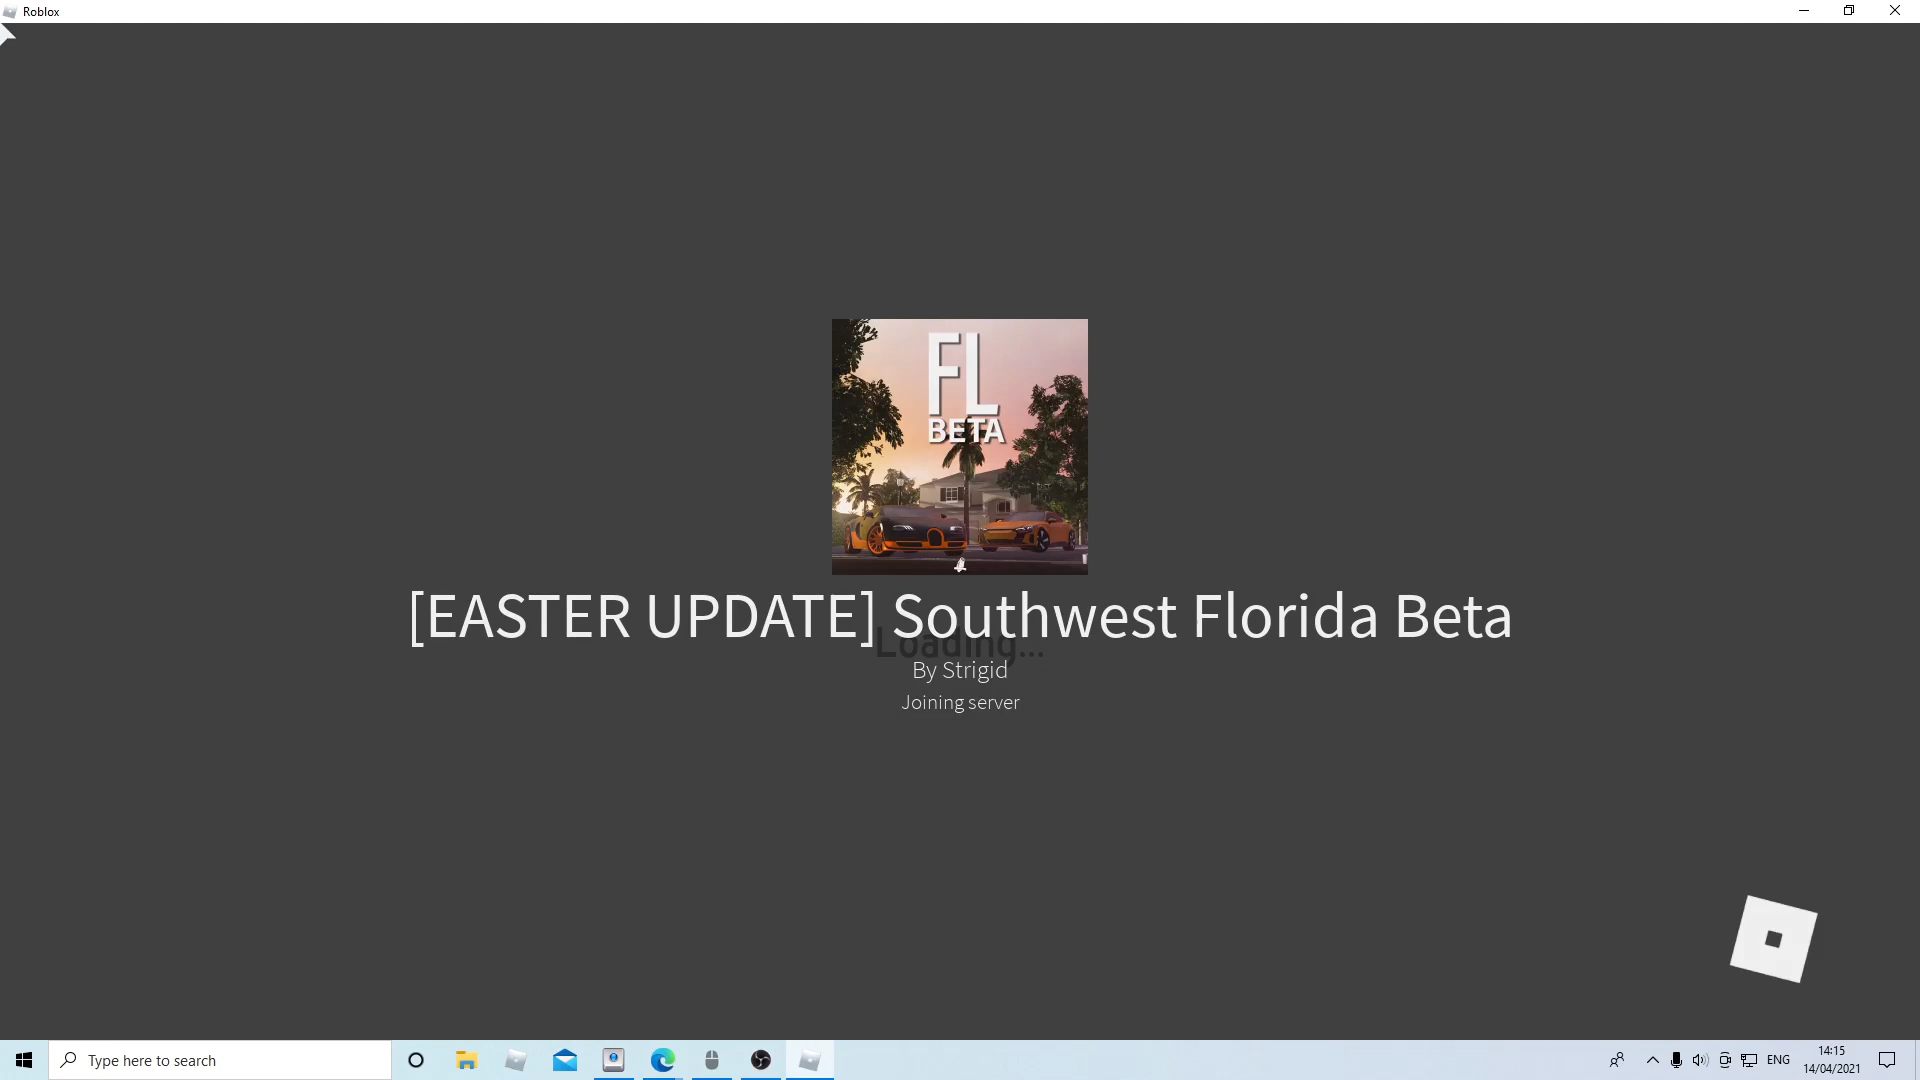 Roblox
FL
BETA
[EASTER UPDATE] Southwest Florida Beta
Loading...
By Strigid
Joining server
Type here to search
ENG
14:15
14/04/2021